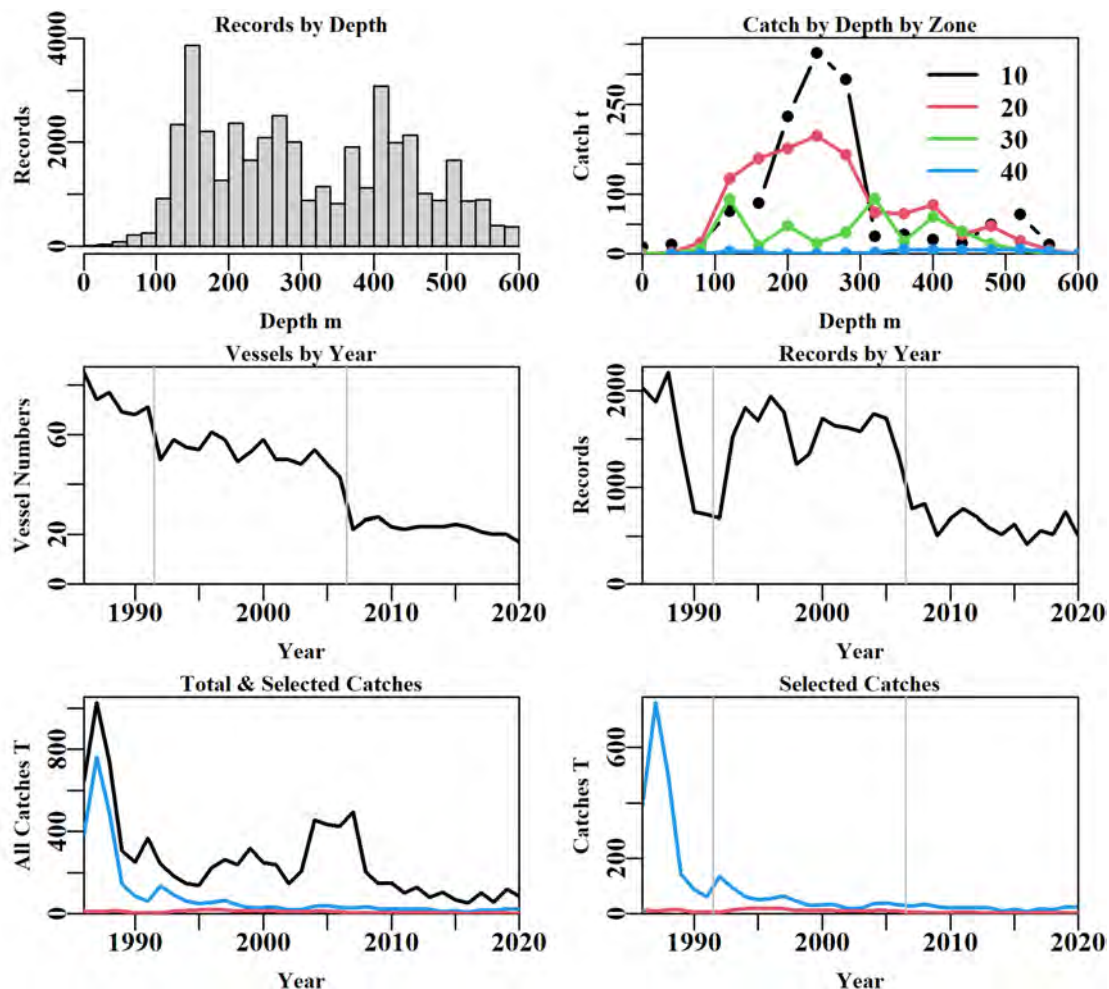 Records by Depth
Records
0
2000
4000
0 100 200 300 400 500 600
Depth m
Catch by Depth by Zone
Catch t
0
100
250
10
20
30
40
0 100 200 300 400 500 600
Depth m
Vessels by Year
Vessel Numbers
0
20
60
1990 2000 2010 2020
Year
Records by Year
Records
0
1000
2000
1990 2000 2010 2020
Year
Total & Selected Catches
All Catches T
0
400
800
1990 2000 2010 2020
Year
Selected Catches
Catches T
0
200
600
1990 2000 2010 2020
Year